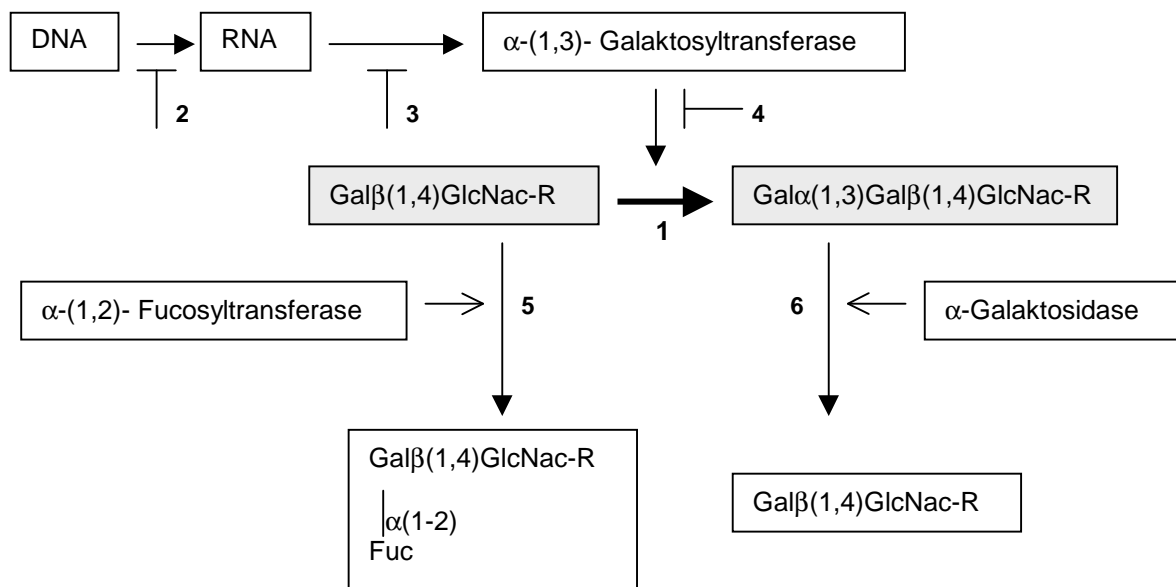 DNA
RNA
α-(1,3)- Galaktosyltransferase
2
3
4
Galβ(1,4)GlcNac-R
Galα(1,3)Galβ(1,4)GlcNac-R
1
α-(1,2)- Fucosyltransferase
5
6
α-Galaktosidase
Galβ(1,4)GlcNac-R
α(1-2)
Fuc
Galβ(1,4)GlcNac-R